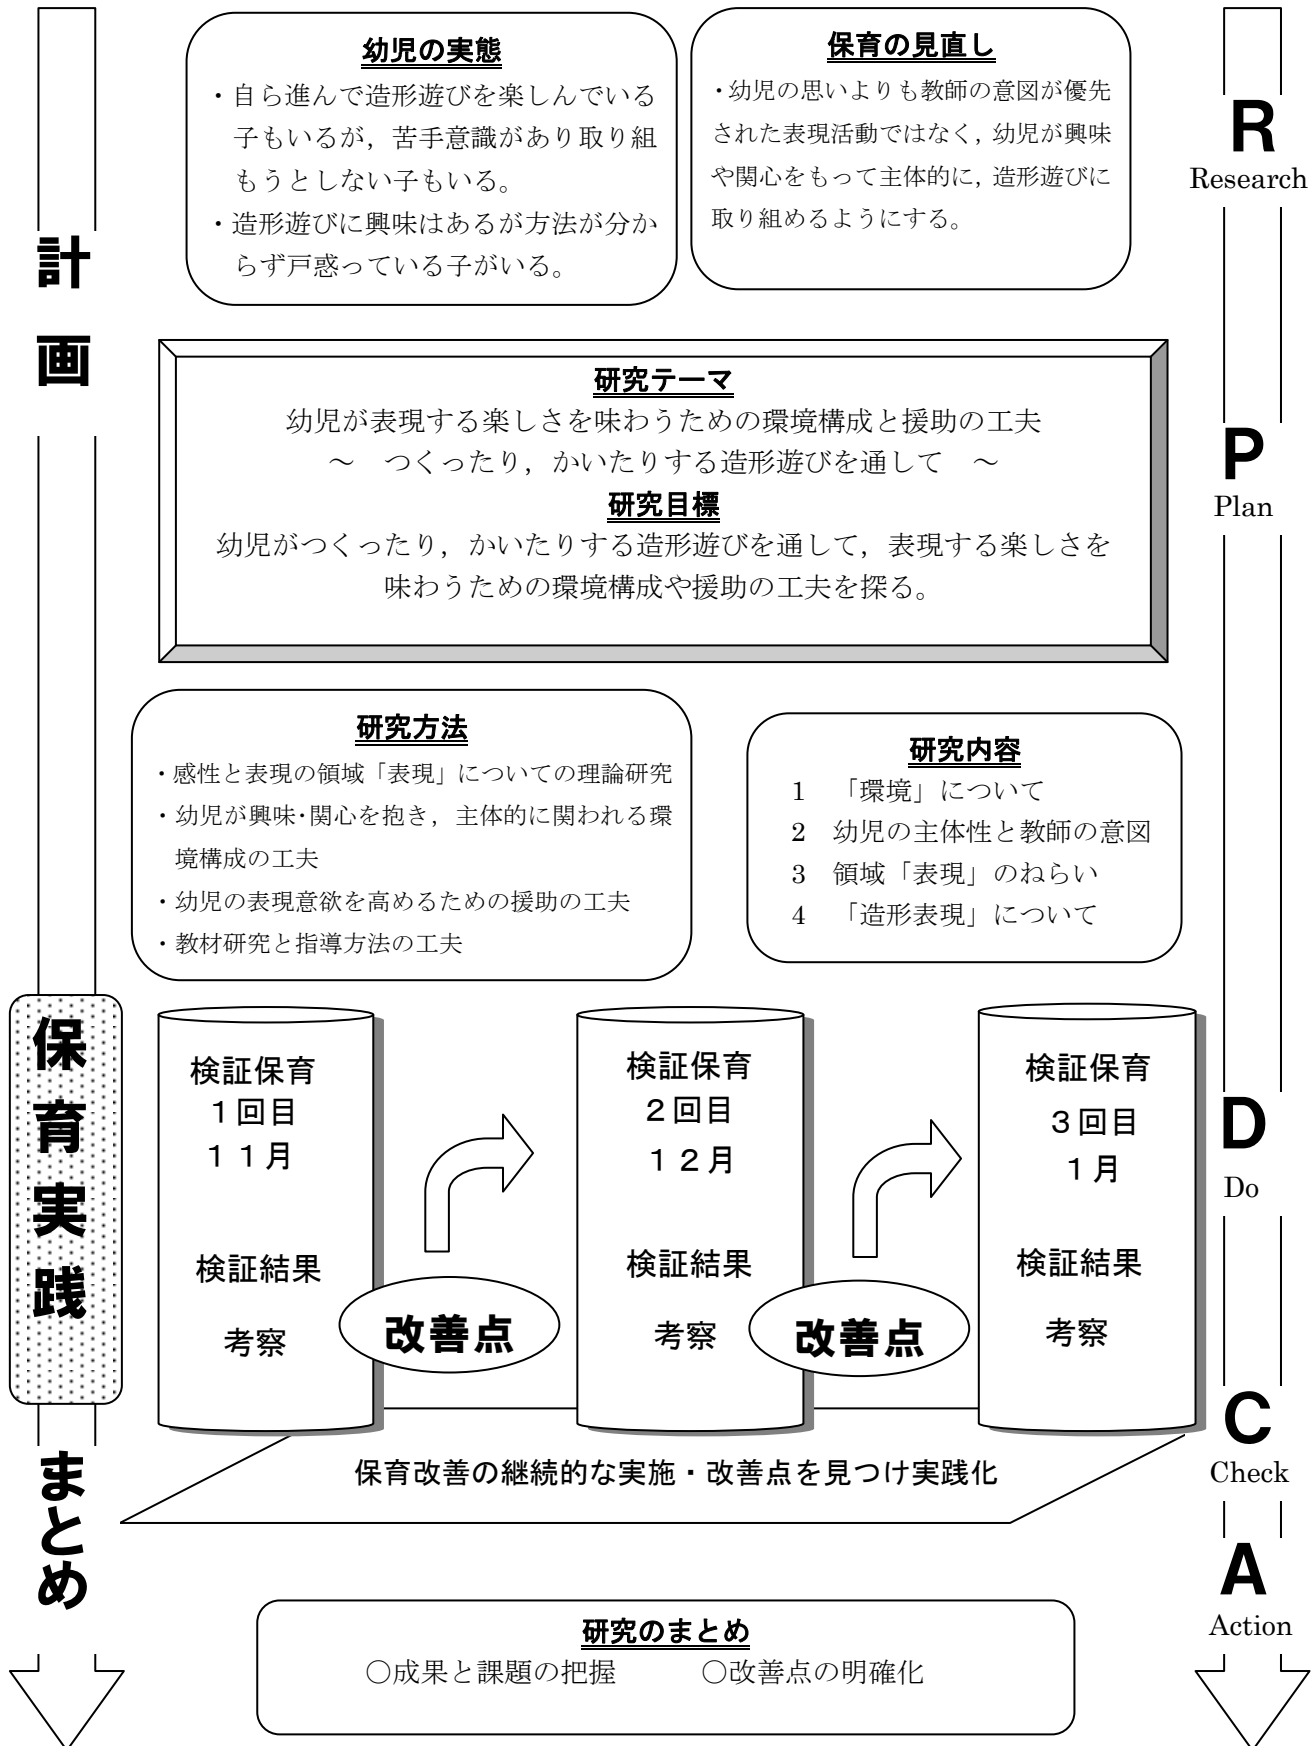 幼児の実態
・自ら進んで造形遊びを楽しんでいる
子もいるが，苦手意識があり取り組
もうとしない子もいる。
・造形遊びに興味はあるが方法が分か
らず戸惑っている子がいる。
保育の見直し
・幼児の思いよりも教師の意図が優先
された表現活動ではなく，幼児が興味
や関心をもって主体的に，造形遊びに
取り組めるようにする。
R
Research
計画
研究テーマ
幼児が表現する楽しさを味わうための環境構成と援助の工夫
～　つくったり，かいたりする造形遊びを通して　～
研究目標
幼児がつくったり，かいたりする造形遊びを通して，表現する楽しさを
味わうための環境構成や援助の工夫を探る。
P
Plan
研究方法
・感性と表現の領域「表現」についての理論研究
・幼児が興味・関心を抱き，主体的に関われる環
境構成の工夫
・幼児の表現意欲を高めるための援助の工夫
・教材研究と指導方法の工夫
研究内容
1　「環境」について
2　幼児の主体性と教師の意図
3　領域「表現」のねらい
4　「造形表現」について
保育実践
検証保育
１回目
１１月
検証結果
考察
改善点
検証保育
２回目
１２月
検証結果
考察
改善点
検証保育
３回目
１月
検証結果
考察
D
Do
C
Check
保育改善の継続的な実施・改善点を見つけ実践化
まとめ
A
Action
研究のまとめ
○成果と課題の把握　　　○改善点の明確化